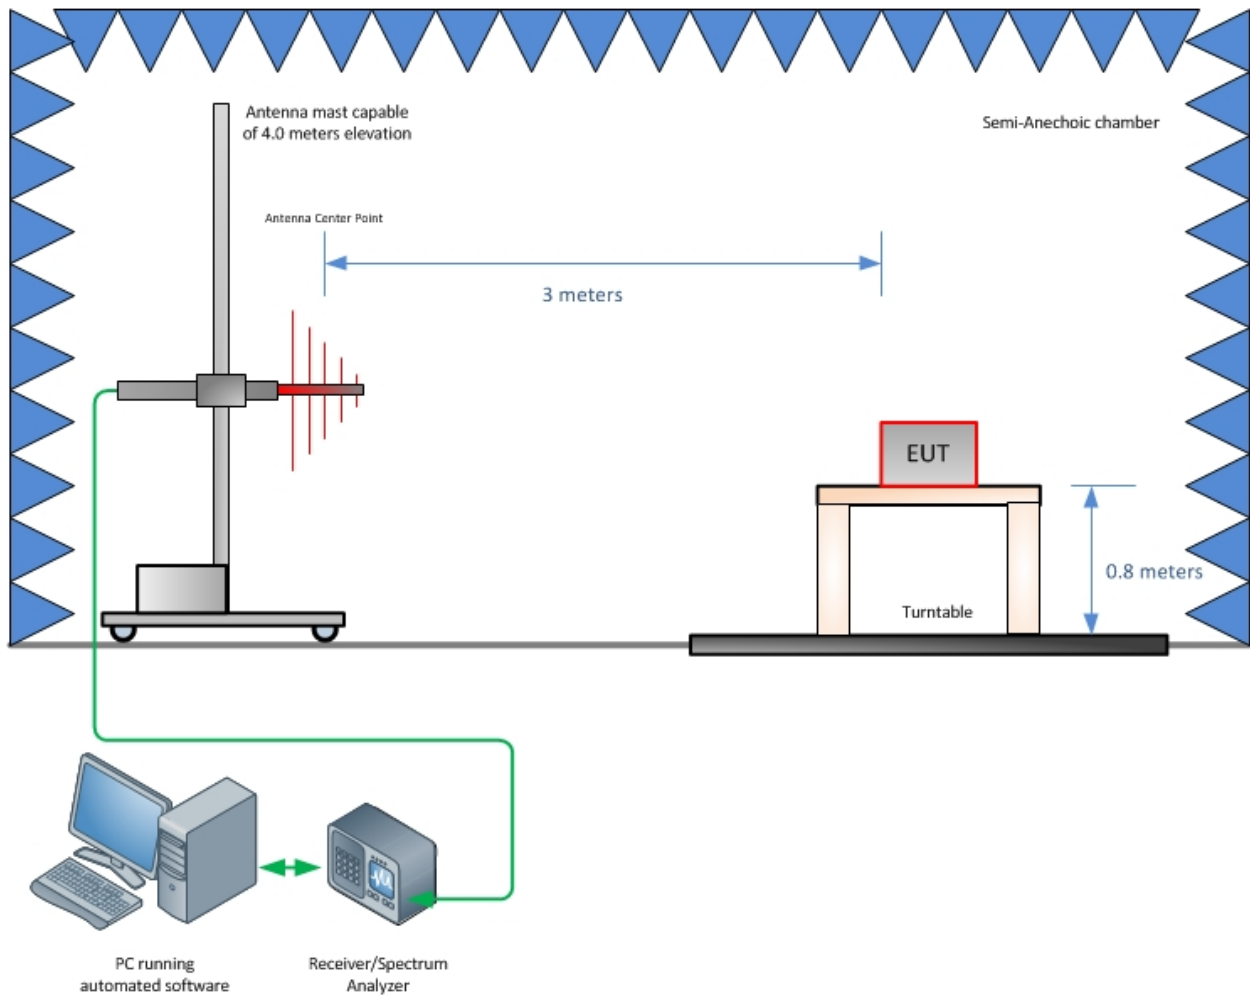 Antenna mast capable
of 4.0 meters elevation
Semi-Anechoic chamber
Antenna Center Point
3 meters
EUT
0.8 meters
Turntable
PC running
automated software
Receiver/Spectrum
Analyzer